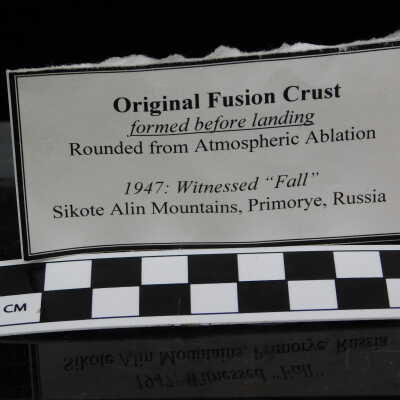 Original Fusion Crust
formed before landing
Rounded from Atmospheric Ablation
1947: Witnessed "Fall"
Sikote Alin Mountains, Primorye, Russia
CM